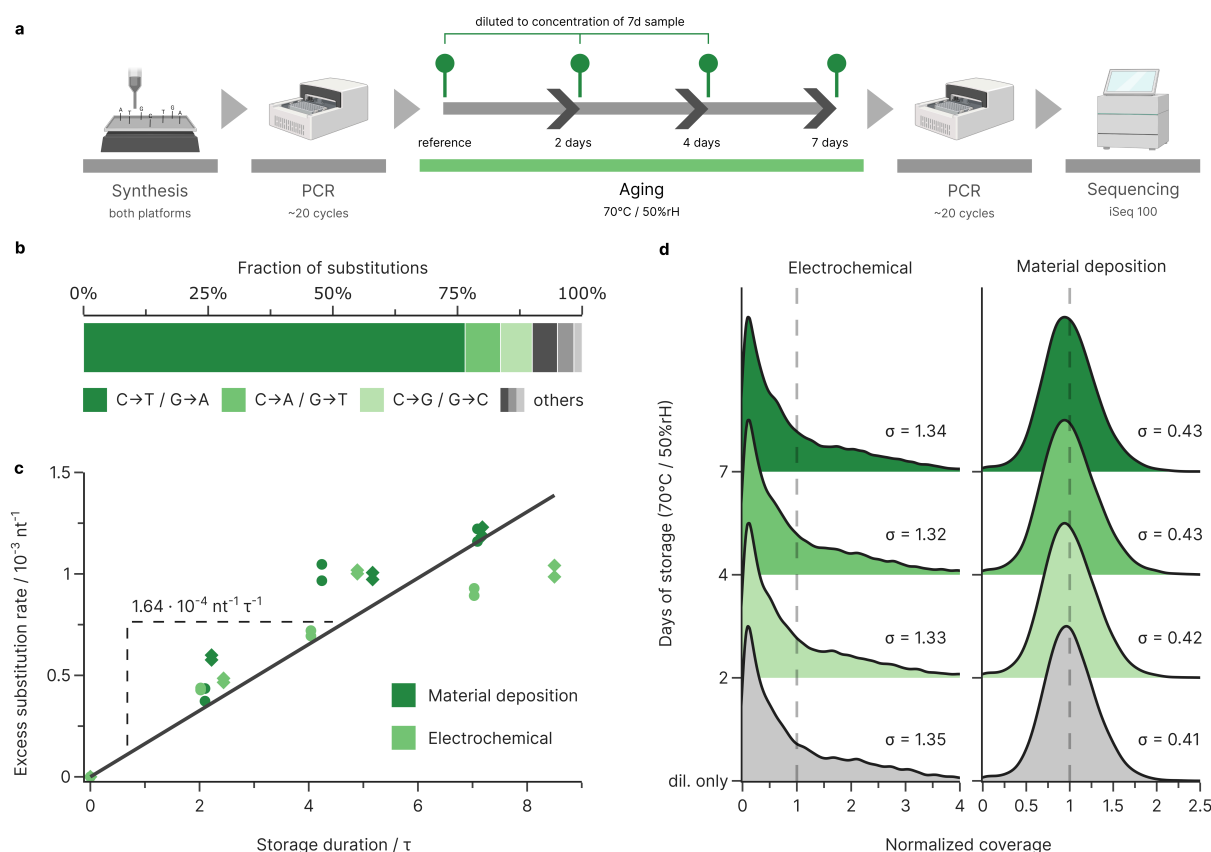 a
diluted to concentration of 7d sample
A T G C T G A
reference
2 days
4 days
7 days
Synthesis
both platforms
PCR
~20 cycles
Aging
70°C / 50%rH
PCR
~20 cycles
Sequencing
iSeq 100
b
Fraction of substitutions
0% 25% 50% 75% 100%
C→T / G→A
C→A / G→T
C→G / G→C
others
c
Excess substitution rate / 10⁻³ nt⁻¹
1.5
1
0.5
0
1.64 · 10⁻⁴ nt⁻¹ τ⁻¹
Material deposition
Electrochemical
0 2 4 6 8
Storage duration / τ
d
Electrochemical
Material deposition
Days of storage (70°C / 50%rH)
7
σ = 1.34
σ = 0.43
4
σ = 1.32
σ = 0.43
2
σ = 1.33
σ = 0.42
dil. only
σ = 1.35
σ = 0.41
0 1 2 3 4
0 0.5 1 1.5 2 2.5
Normalized coverage